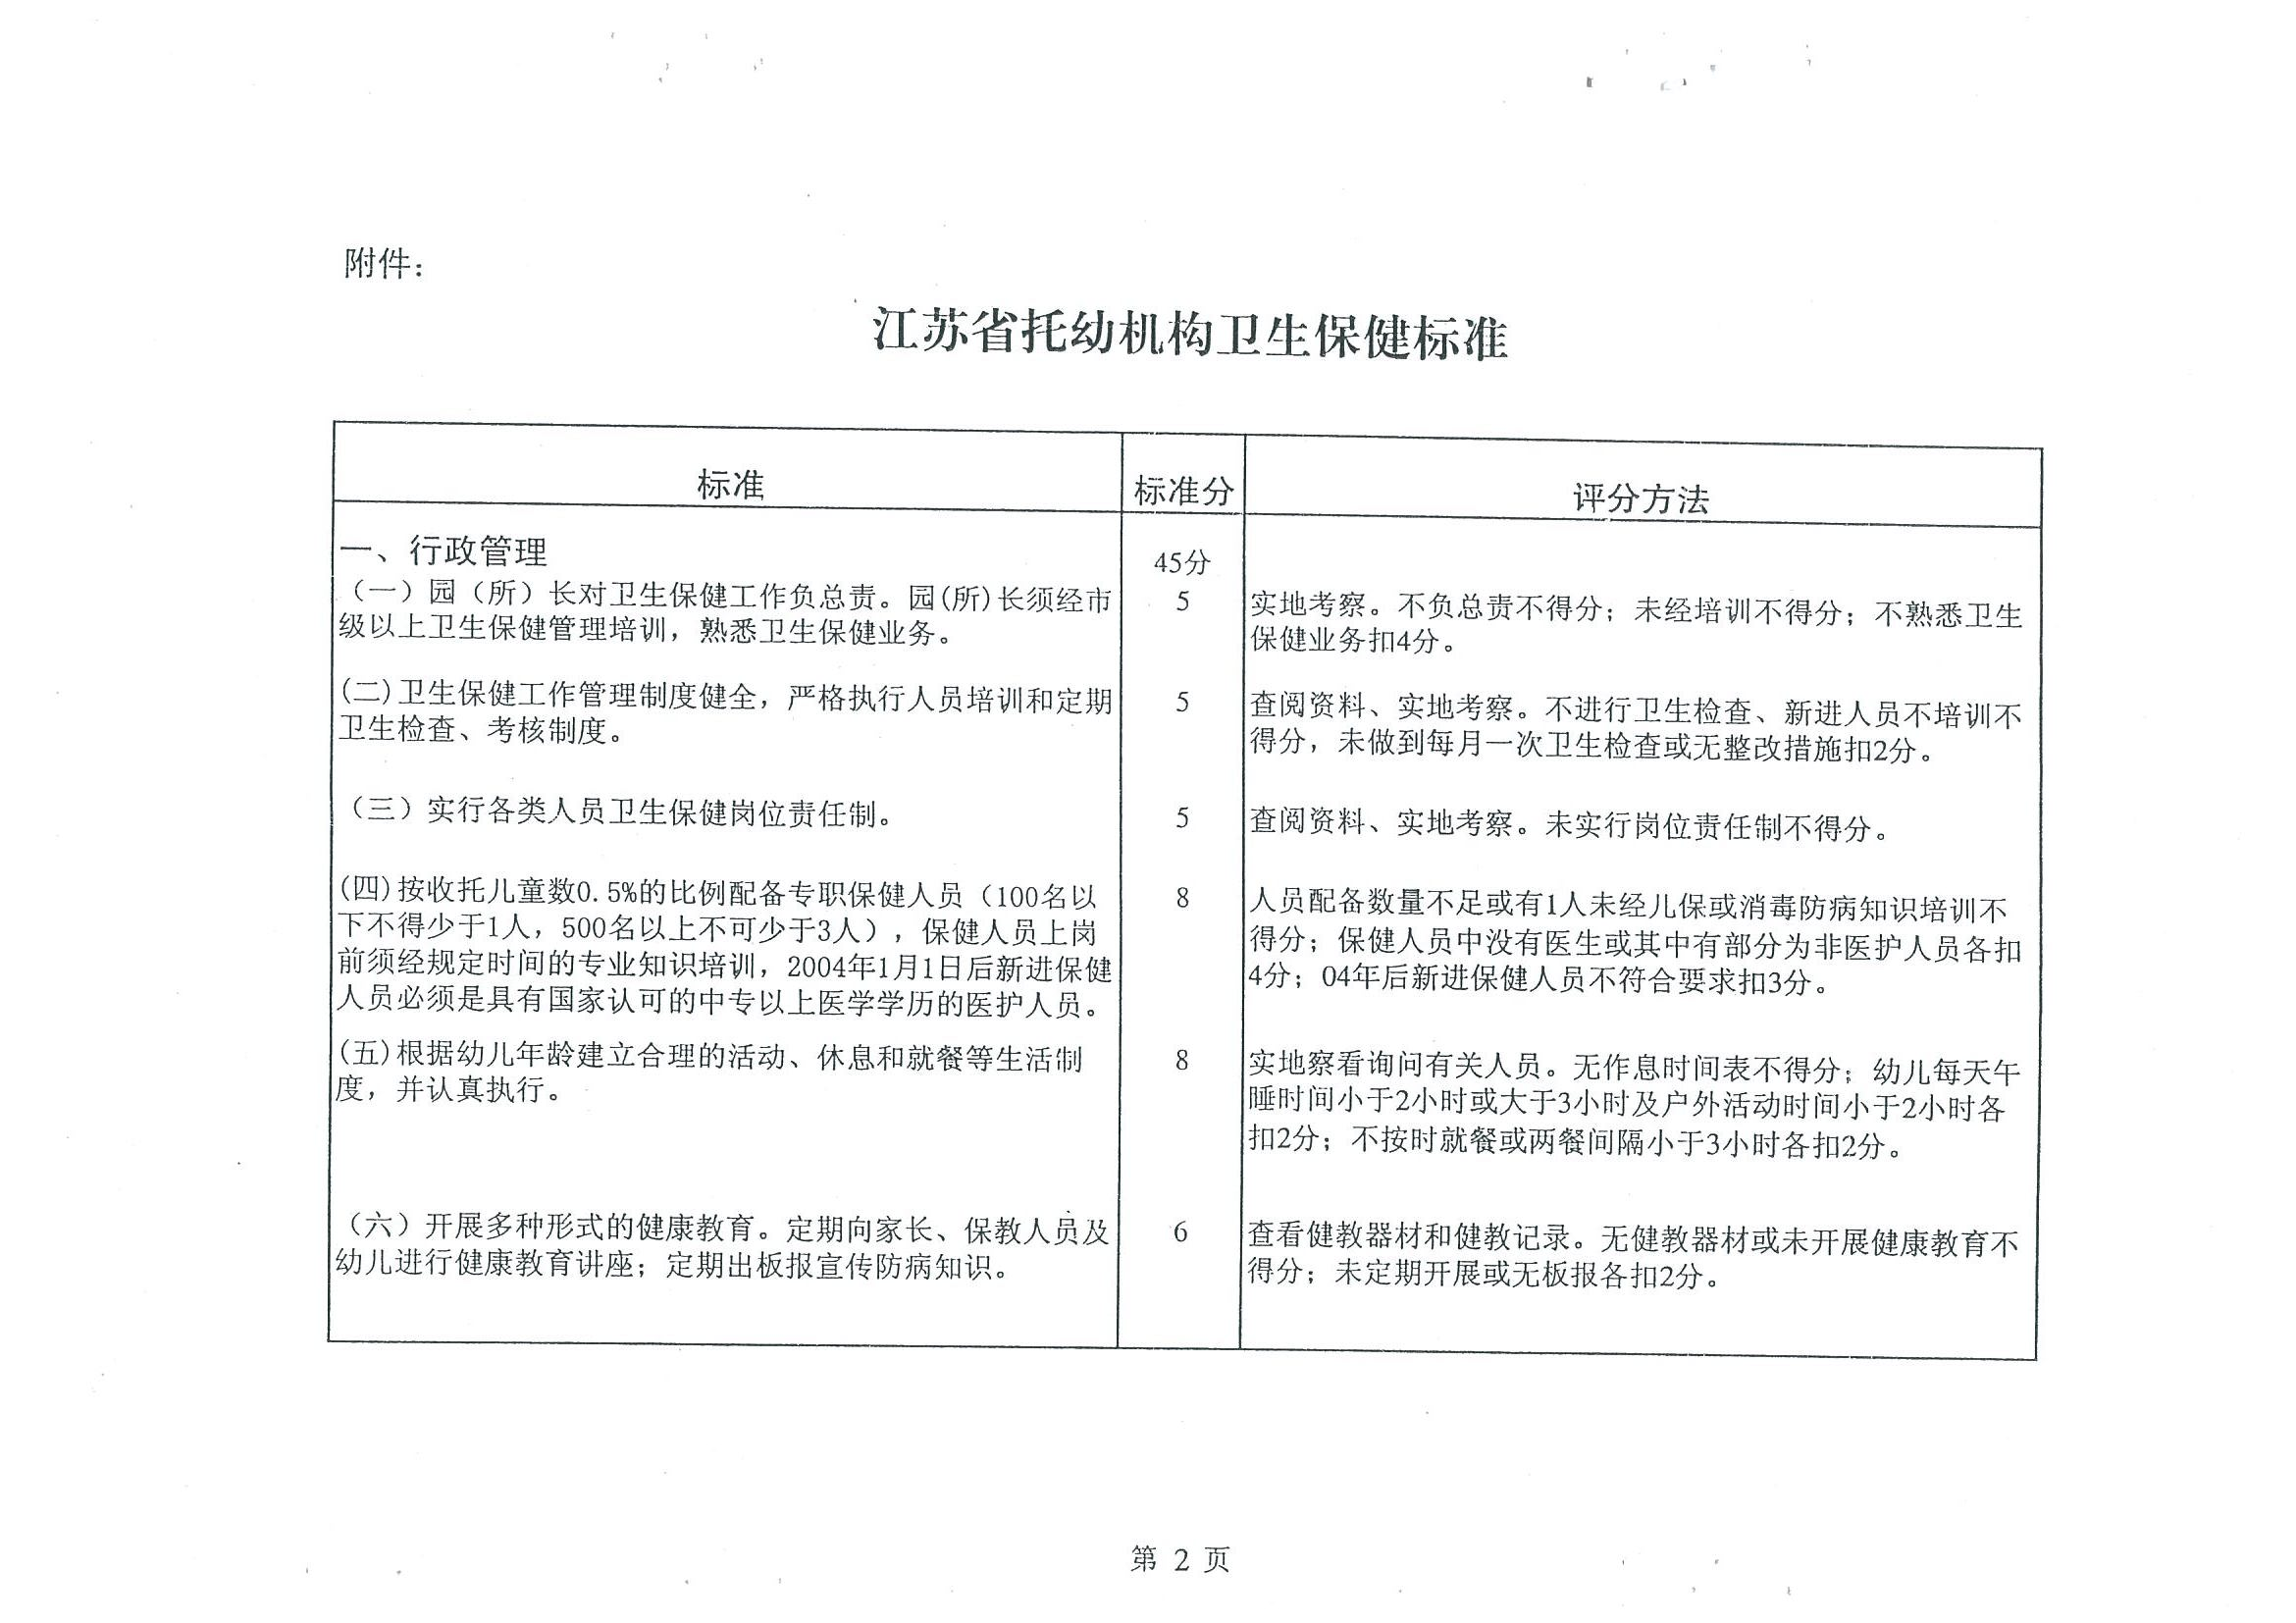 附件：
江苏省托幼机构卫生保健标准
标准
标准分
评分方法
一、行政管理
45分
（一）园（所）长对卫生保健工作负总责。园(所)长须经市
级以上卫生保健管理培训，熟悉卫生保健业务。
5
实地考察。不负总责不得分；未经培训不得分；不熟悉卫生
保健业务扣4分。
(二)卫生保健工作管理制度健全，严格执行人员培训和定期
卫生检查、考核制度。
5
查阅资料、实地考察。不进行卫生检查、新进人员不培训不
得分，未做到每月一次卫生检查或无整改措施扣2分。
（三）实行各类人员卫生保健岗位责任制。
5
查阅资料、实地考察。未实行岗位责任制不得分。
(四)按收托儿童数0.5%的比例配备专职保健人员（100名以
下不得少于1人，500名以上不可少于3人），保健人员上岗
前须经规定时间的专业知识培训，2004年1月1日后新进保健
人员必须是具有国家认可的中专以上医学学历的医护人员。
8
人员配备数量不足或有1人未经儿保或消毒防病知识培训不
得分；保健人员中没有医生或其中有部分为非医护人员各扣
4分；04年后新进保健人员不符合要求扣3分。
(五)根据幼儿年龄建立合理的活动、休息和就餐等生活制
度，并认真执行。
8
实地察看询问有关人员。无作息时间表不得分；幼儿每天午
睡时间小于2小时或大于3小时及户外活动时间小于2小时各
扣2分；不按时就餐或两餐间隔小于3小时各扣2分。
（六）开展多种形式的健康教育。定期向家长、保教人员及
幼儿进行健康教育讲座；定期出板报宣传防病知识。
6
查看健教器材和健教记录。无健教器材或未开展健康教育不
得分；未定期开展或无板报各扣2分。
第 2 页